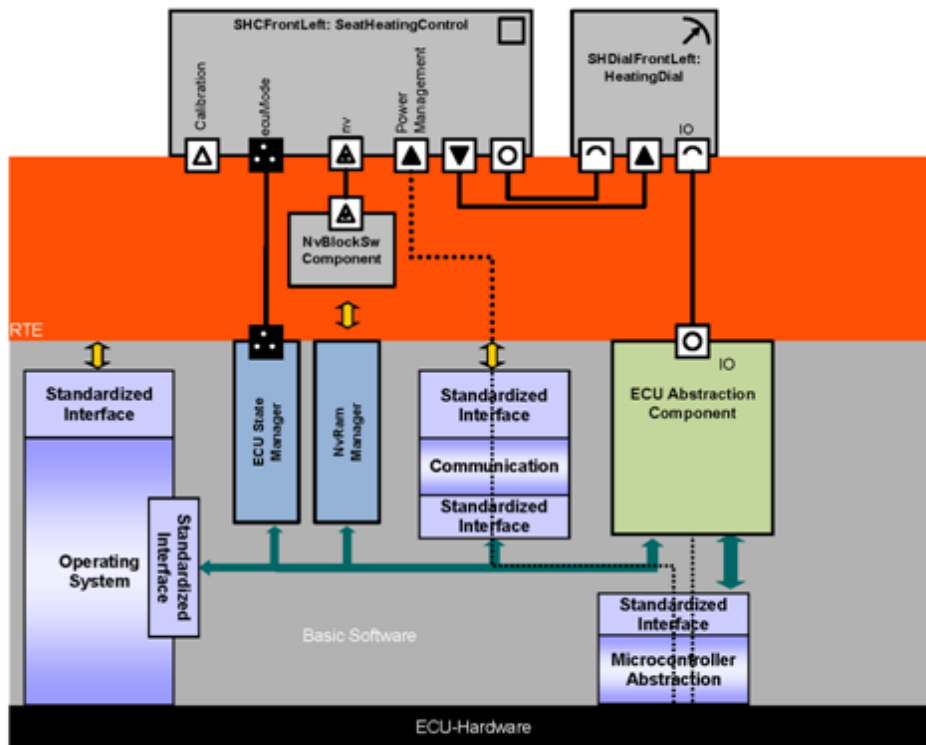 SHCFrontLeft: SeatHeatingControl
SHDialFrontLeft:
HeatingDial
Calibration
ecuMode
nv
Power
Management
IO
NvBlockSw
Component
RTE
Standardized
Interface
ECU State
Manager
NvRam
Manager
Standardized
Interface
IO
ECU Abstraction
Component
Communication
Standardized
Interface
Operating
System
Standardized
Interface
Standardized
Interface
Basic Software
Microcontroller
Abstraction
ECU-Hardware